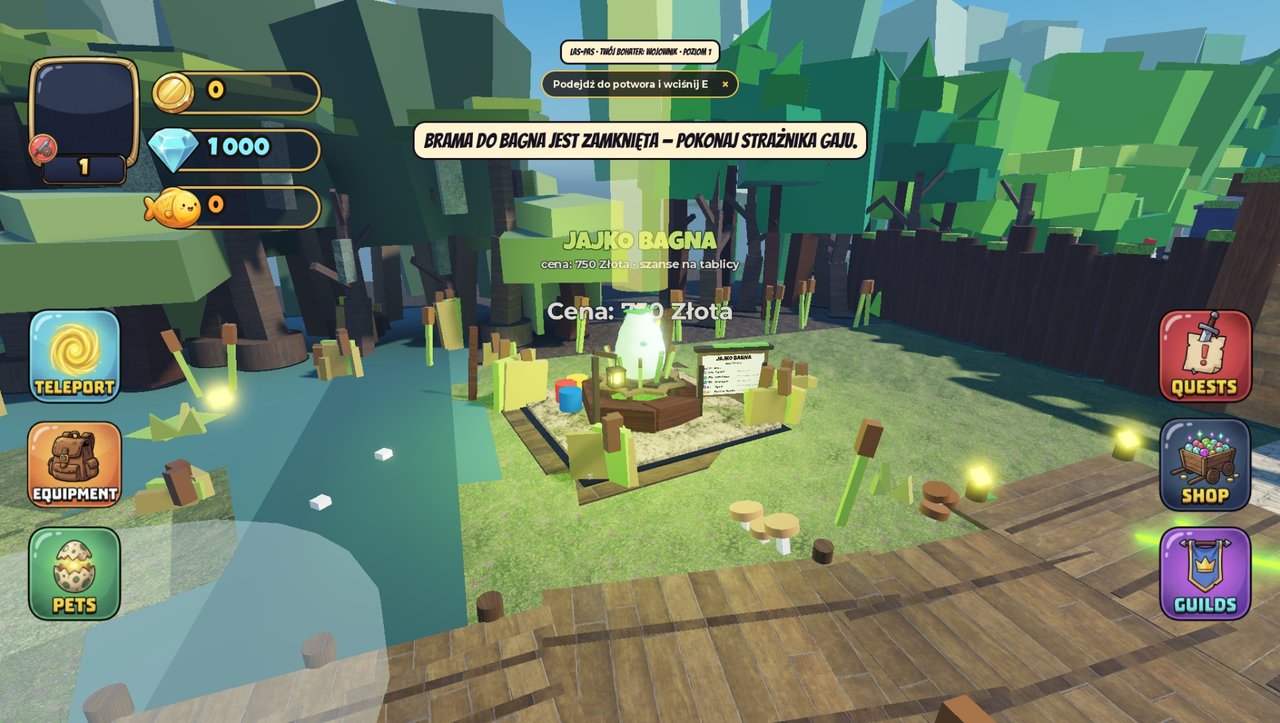 LAS-PAS · TWÓJ BOHATER: WOJOWNIK · POZIOM 1
Podejdź do potwora i wciśnij E ×
BRAMA DO BAGNA JEST ZAMKNIĘTA – POKONAJ STRAŻNIKA GAJU.
0
1000
0
1
JAJKO BAGNA
cena: 750 Złota · szanse na tablicy
Cena: 750 Złota
JAJKO BAGNA
TELEPORT
EQUIPMENT
PETS
QUESTS
SHOP
GUILDS